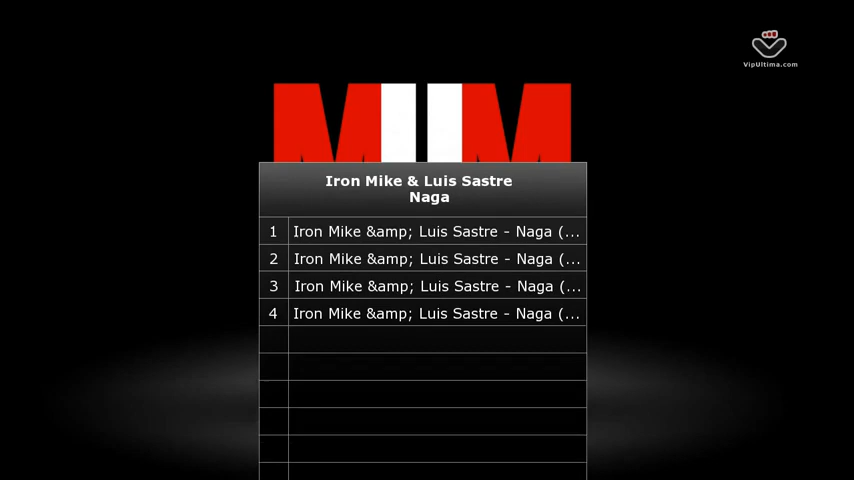 VipUltima.com
Iron Mike & Luis Sastre
Naga
1 Iron Mike &amp; Luis Sastre - Naga (...
2 Iron Mike &amp; Luis Sastre - Naga (...
3 Iron Mike &amp; Luis Sastre - Naga (...
4 Iron Mike &amp; Luis Sastre - Naga (...